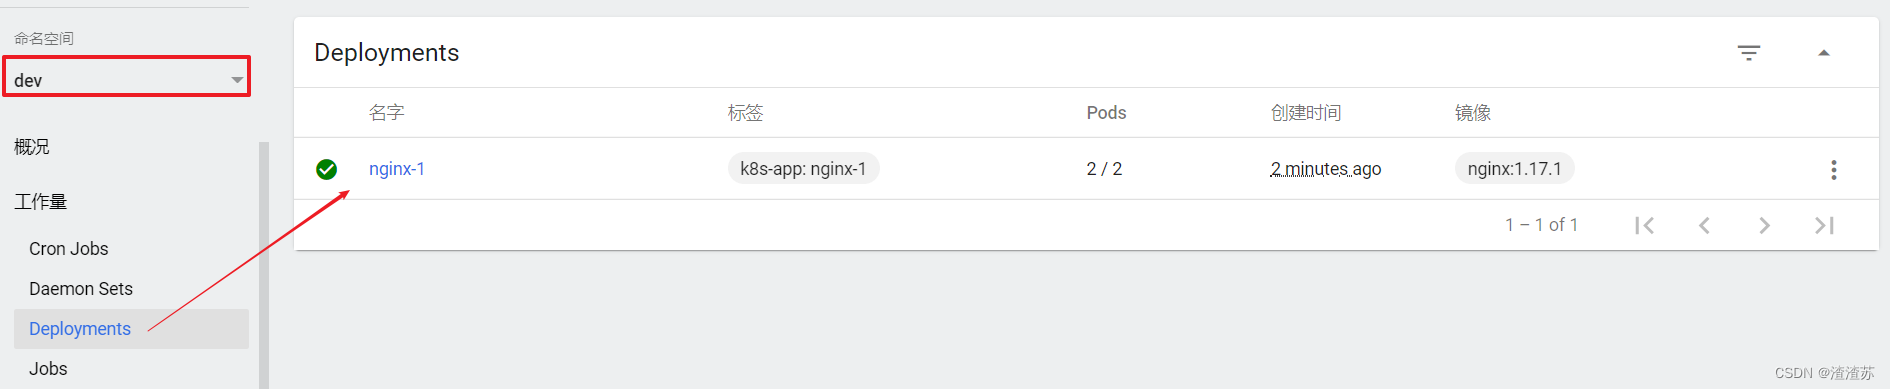 命名空间
dev
概况
工作量
Cron Jobs
Daemon Sets
Deployments
Jobs
Deployments
名字 标签 Pods 创建时间 镜像
nginx-1 k8s-app: nginx-1 2 / 2 2 minutes ago nginx:1.17.1
1 – 1 of 1
CSDN @渣渣苏